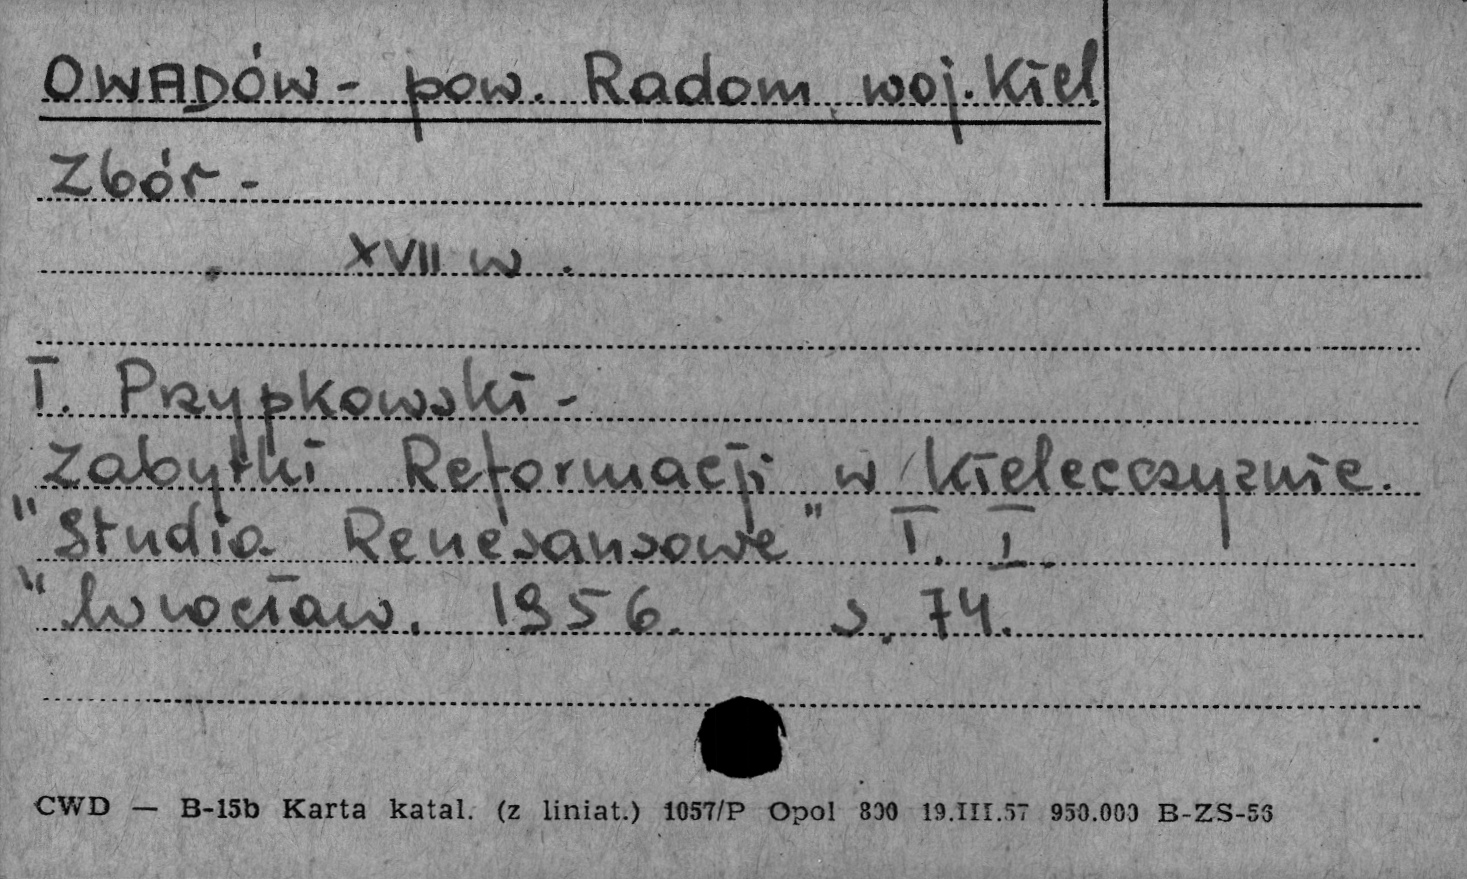 OWADÓW - pow. Radom woj. Kiel
Zbór -
XVII w.
T. Przypkowski -
Zabytki Reformacji w Kielecczyznie.
"Studia Renesansowe" T. I.
"Wrocław. 1956. s. 74.
CWD — B-15b Karta katal. (z liniat.) 1057/P Opol 800 19.III.57 950.000 B-ZS-56